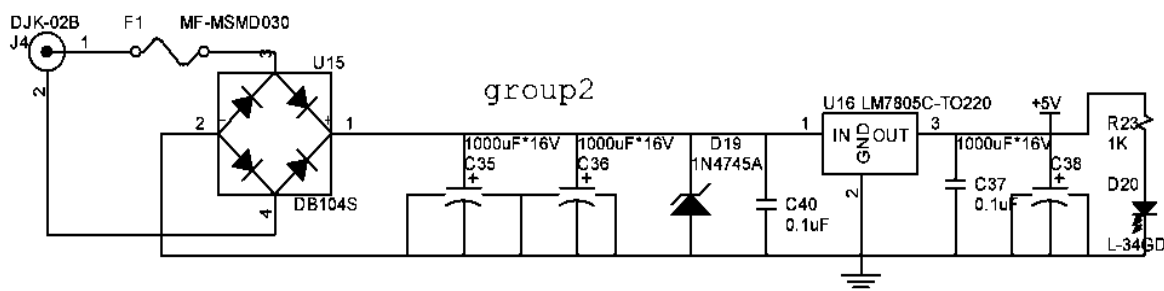 DJK-02B F1 MF-MSMD030
J4 1
3 U15
group2
2
U16 LM7805C-TO220 +5V
2 - + 1 1 IN OUT 3 R23
GND
1000uF*16V 1000uF*16V D19 1000uF*16V 1K
C35 C36 1N4745A C38
+ + + C37 D20
DB104S 4 C40 2 0.1uF
0.1uF
L-34GD